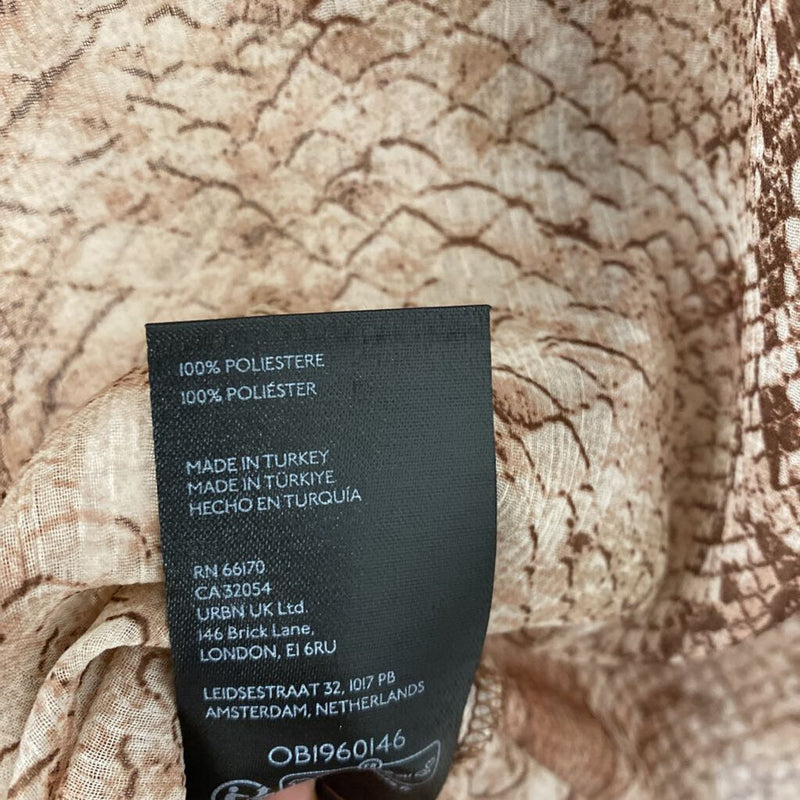 100% POLIESTERE
100% POLIÉSTER
MADE IN TURKEY
MADE IN TÜRKIYE
HECHO EN TURQUÍA
RN 66170
CA 32054
URBN UK Ltd.
146 Brick Lane,
LONDON, E1 6RU
LEIDSESTRAAT 32, 1017 PB
AMSTERDAM, NETHERLANDS
OB1960146